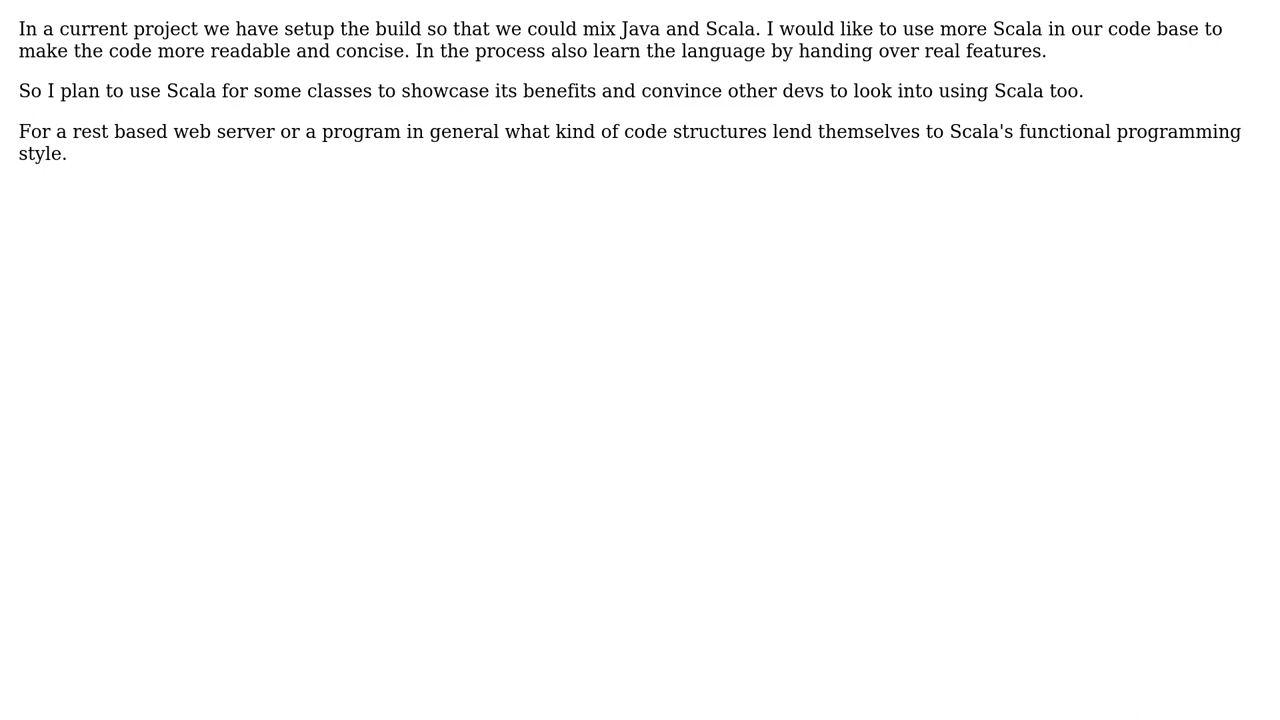 In a current project we have setup the build so that we could mix Java and Scala. I would like to use more Scala in our code base to
make the code more readable and concise. In the process also learn the language by handing over real features.
So I plan to use Scala for some classes to showcase its benefits and convince other devs to look into using Scala too.
For a rest based web server or a program in general what kind of code structures lend themselves to Scala's functional programming
style.